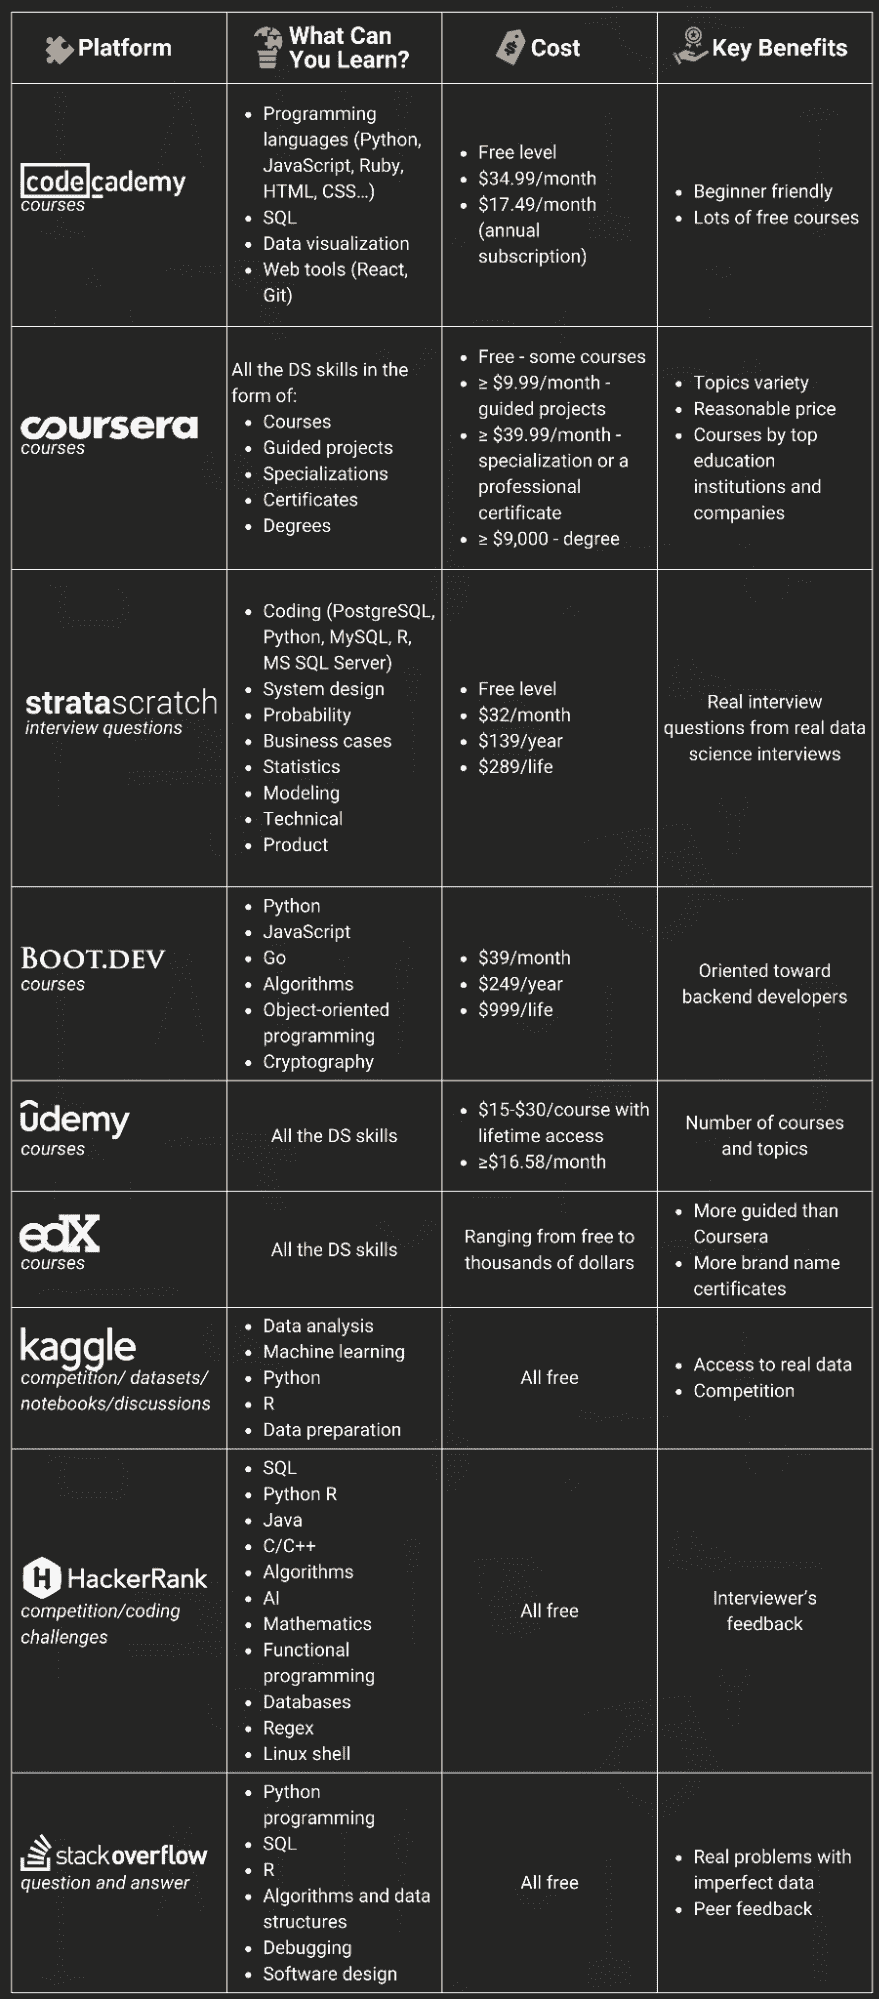 Platform
What Can
You Learn?
Cost
Key Benefits
codecademy
courses
• Programming
languages (Python,
JavaScript, Ruby,
HTML, CSS...)
• SQL
• Data visualization
• Web tools (React,
Git)
• Free level
• $34.99/month
• $17.49/month
(annual
subscription)
• Beginner friendly
• Lots of free courses
coursera
courses
All the DS skills in the
form of:
• Courses
• Guided projects
• Specializations
• Certificates
• Degrees
• Free - some courses
• ≥ $9.99/month -
guided projects
• ≥ $39.99/month -
specialization or a
professional
certificate
• ≥ $9,000 - degree
• Topics variety
• Reasonable price
• Courses by top
education
institutions and
companies
stratascratch
interview questions
• Coding (PostgreSQL,
Python, MySQL, R,
MS SQL Server)
• System design
• Probability
• Business cases
• Statistics
• Modeling
• Technical
• Product
• Free level
• $32/month
• $139/year
• $289/life
Real interview
questions from real data
science interviews
BOOT.DEV
courses
• Python
• JavaScript
• Go
• Algorithms
• Object-oriented
programming
• Cryptography
• $39/month
• $249/year
• $999/life
Oriented toward
backend developers
udemy
courses
All the DS skills
• $15-$30/course with
lifetime access
• ≥$16.58/month
Number of courses
and topics
edX
courses
All the DS skills
Ranging from free to
thousands of dollars
• More guided than
Coursera
• More brand name
certificates
kaggle
competition/ datasets/
notebooks/discussions
• Data analysis
• Machine learning
• Python
• R
• Data preparation
All free
• Access to real data
• Competition
H HackerRank
competition/coding
challenges
• SQL
• Python R
• Java
• C/C++
• Algorithms
• AI
• Mathematics
• Functional
programming
• Databases
• Regex
• Linux shell
All free
Interviewer's
feedback
stackoverflow
question and answer
• Python
programming
• SQL
• R
• Algorithms and data
structures
• Debugging
• Software design
All free
• Real problems with
imperfect data
• Peer feedback